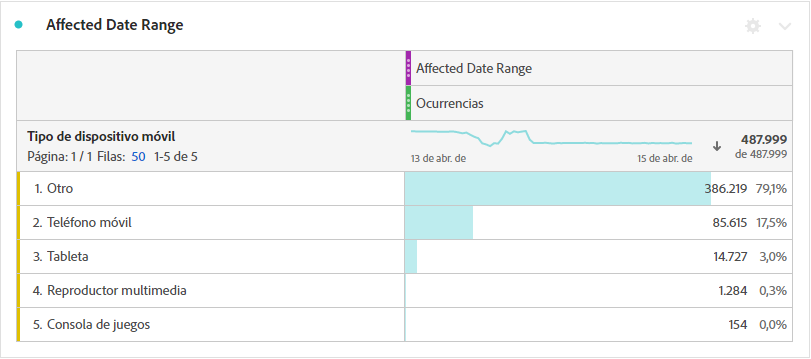 Affected Date Range
Affected Date Range
Ocurrencias
Tipo de dispositivo móvil
Página: 1 / 1 Filas: 50 1-5 de 5
13 de abr. de
15 de abr. de
487.999
de 487.999
1. Otro 386.219 79,1%
2. Teléfono móvil 85.615 17,5%
3. Tableta 14.727 3,0%
4. Reproductor multimedia 1.284 0,3%
5. Consola de juegos 154 0,0%